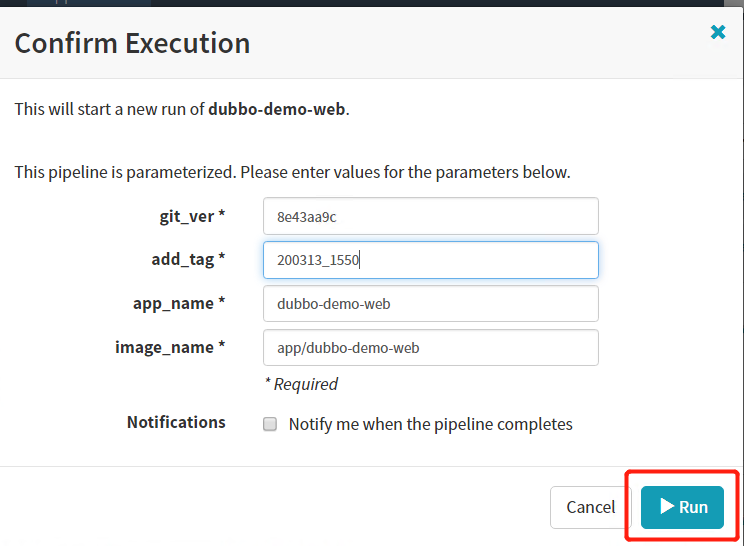 Confirm Execution
This will start a new run of dubbo-demo-web.
This pipeline is parameterized. Please enter values for the parameters below.
git_ver * 8e43aa9c
add_tag * 200313_1550
app_name * dubbo-demo-web
image_name * app/dubbo-demo-web
* Required
Notifications Notify me when the pipeline completes
Cancel Run